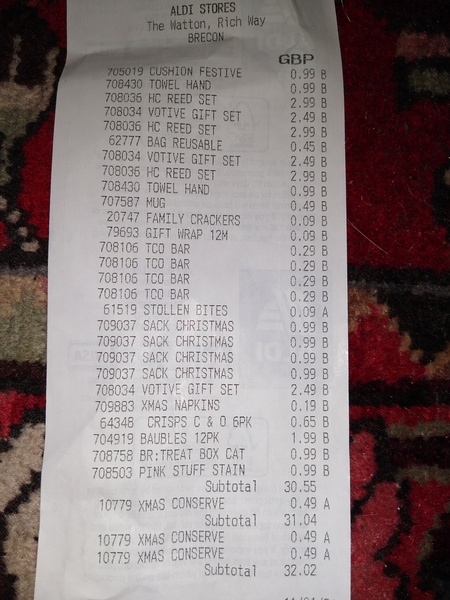 ALDI STORES
The Watton, Rich Way
BRECON
GBP
705019 CUSHION FESTIVE 0.99 B
708430 TOWEL HAND 0.99 B
708036 HC REED SET 2.99 B
708034 VOTIVE GIFT SET 2.49 B
708036 HC REED SET 2.99 B
62777 BAG REUSABLE 0.45 B
708034 VOTIVE GIFT SET 2.49 B
708036 HC REED SET 2.99 B
708430 TOWEL HAND 0.99 B
707587 MUG 0.49 B
20747 FAMILY CRACKERS 0.09 B
79693 GIFT WRAP 12M 0.09 B
708106 TCO BAR 0.29 B
708106 TCO BAR 0.29 B
708106 TCO BAR 0.29 B
708106 TCO BAR 0.29 B
61519 STOLLEN BITES 0.09 A
709037 SACK CHRISTMAS 0.99 B
709037 SACK CHRISTMAS 0.99 B
709037 SACK CHRISTMAS 0.99 B
709037 SACK CHRISTMAS 0.99 B
708034 VOTIVE GIFT SET 2.49 B
709883 XMAS NAPKINS 0.19 B
64348 CRISPS C & O 6PK 0.65 B
704919 BAUBLES 12PK 1.99 B
708758 BR:TREAT BOX CAT 0.99 B
708503 PINK STUFF STAIN 0.99 B
Subtotal 30.55
10779 XMAS CONSERVE 0.49 A
Subtotal 31.04
10779 XMAS CONSERVE 0.49 A
10779 XMAS CONSERVE 0.49 A
Subtotal 32.02